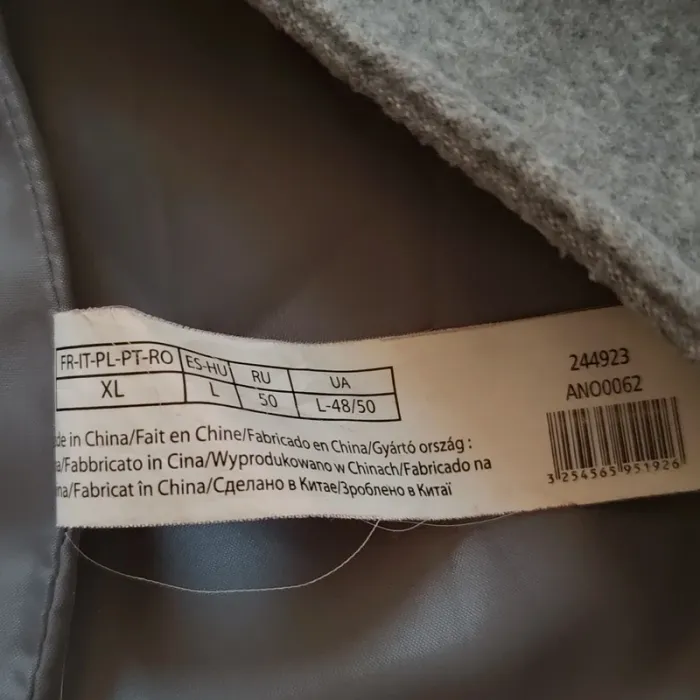 FR-IT-PL-PT-RO ES-HU RU UA
XL L 50 L-48/50
de in China/Fait en Chine/Fabricado en China/Gyártó ország :
a/Fabbricato in Cina/Wyprodukowano w Chinach/Fabricado na
na/Fabricat în China/Сделано в Китае/Зроблено в Китаї
244923
ANO0062
3 254565 951926